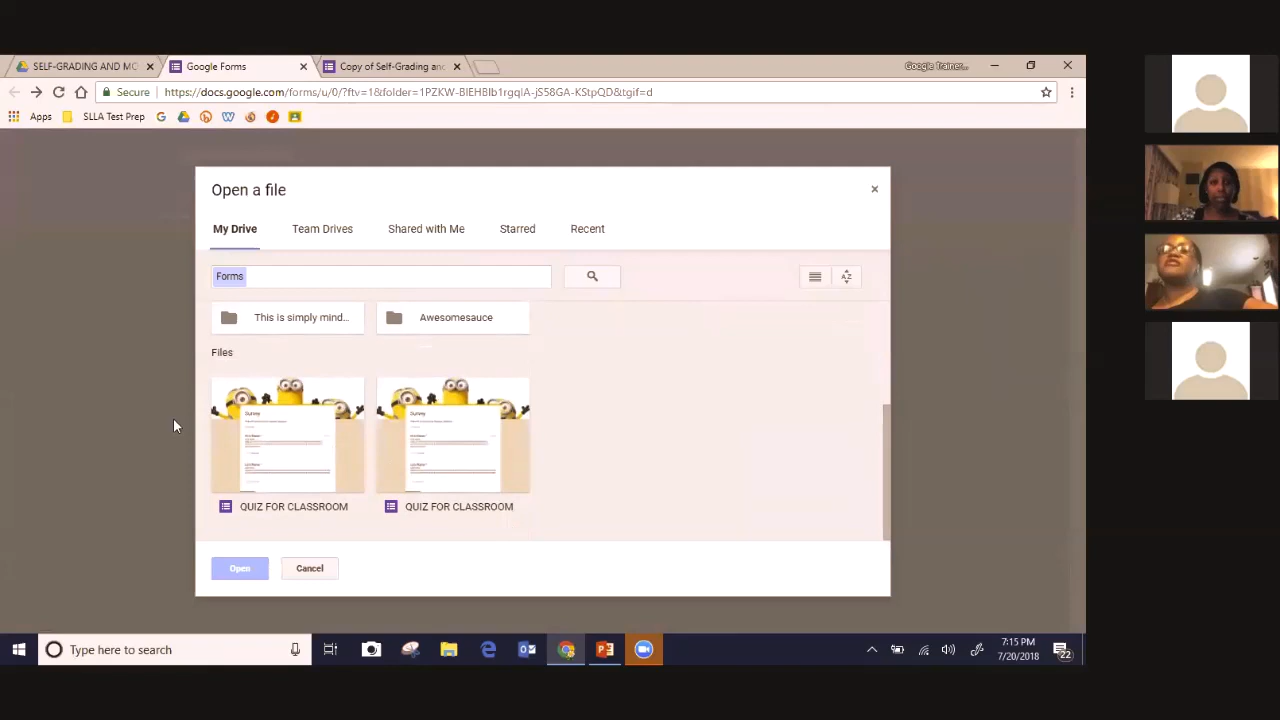 SELF-GRADING AND MC
Google Forms
Copy of Self-Grading and
Google Trainer...
Secure
https://docs.google.com/forms/u/0/?ftv=1&folder=1PZKW-BIEHBIb1rgqIA-jS58GA-KStpQD&tgif=d
Apps
SLLA Test Prep
Open a file
My Drive
Team Drives
Shared with Me
Starred
Recent
Forms
This is simply mind...
Awesomesauce
Files
QUIZ FOR CLASSROOM
QUIZ FOR CLASSROOM
Open
Cancel
Type here to search
7:15 PM
7/20/2018
22